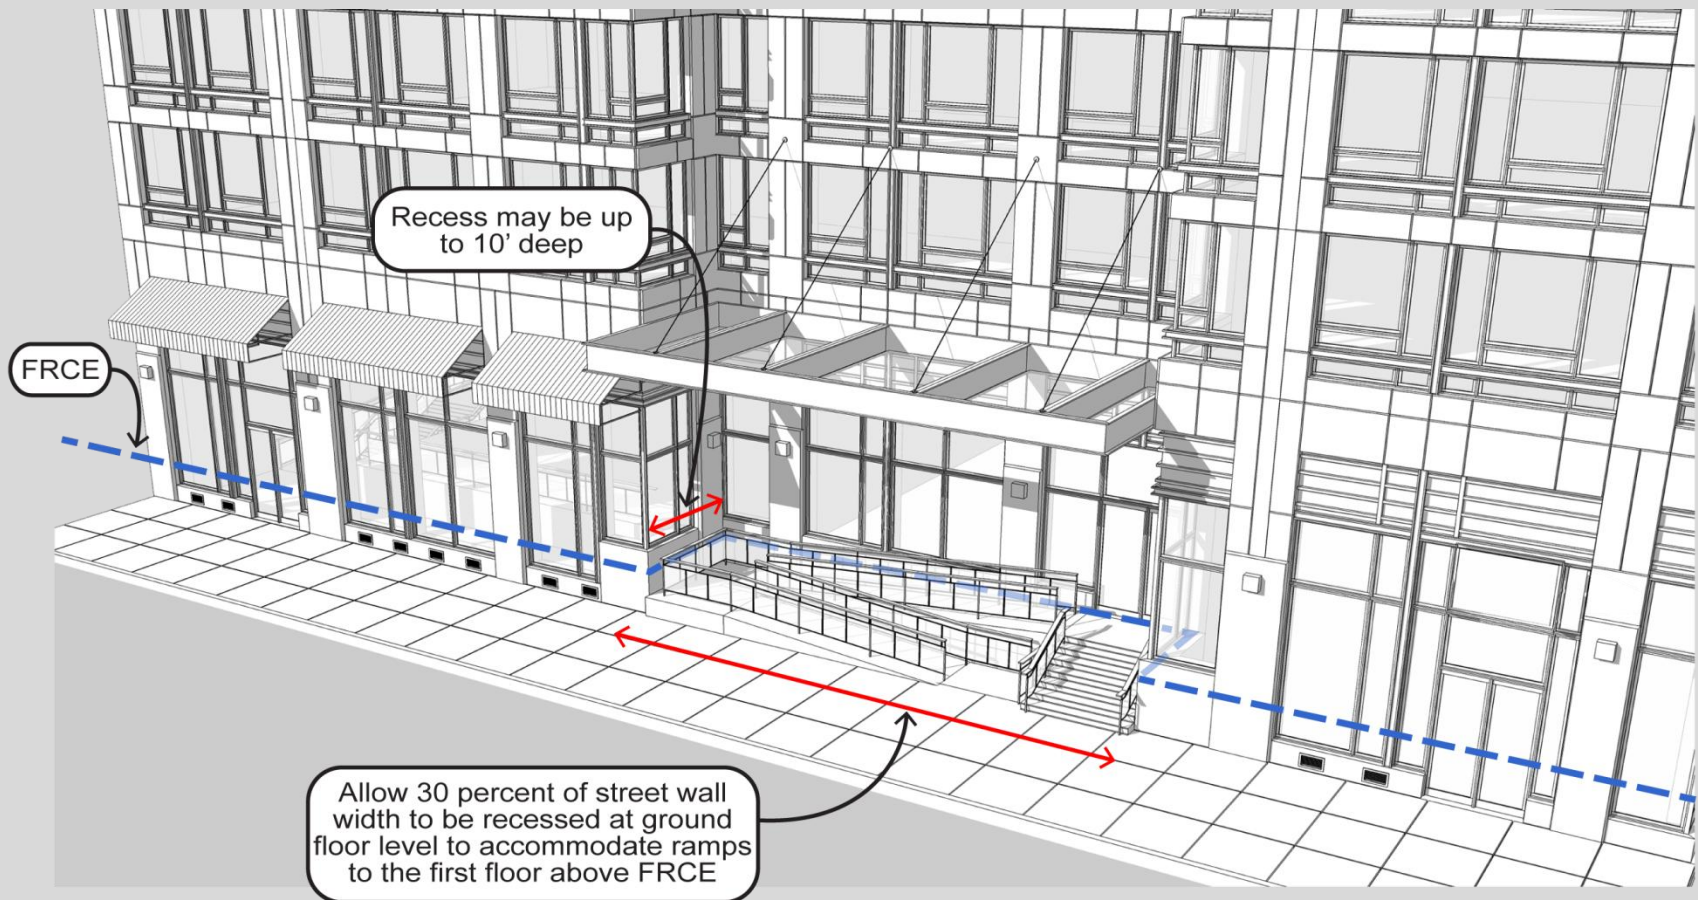 Recess may be up
to 10’ deep
FRCE
Allow 30 percent of street wall
width to be recessed at ground
floor level to accommodate ramps
to the first floor above FRCE